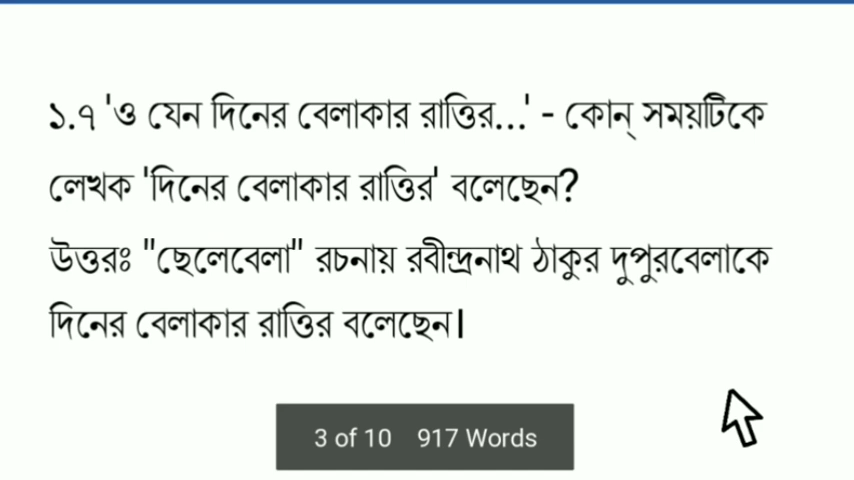 ১.৭ 'ও যেন দিনের বেলাকার রাত্তির...' - কোন্ সময়টিকে
লেখক 'দিনের বেলাকার রাত্তির' বলেছেন?
উত্তরঃ "ছেলেবেলা" রচনায় রবীন্দ্রনাথ ঠাকুর দুপুরবেলাকে
দিনের বেলাকার রাত্তির বলেছেন।
3 of 10 917 Words